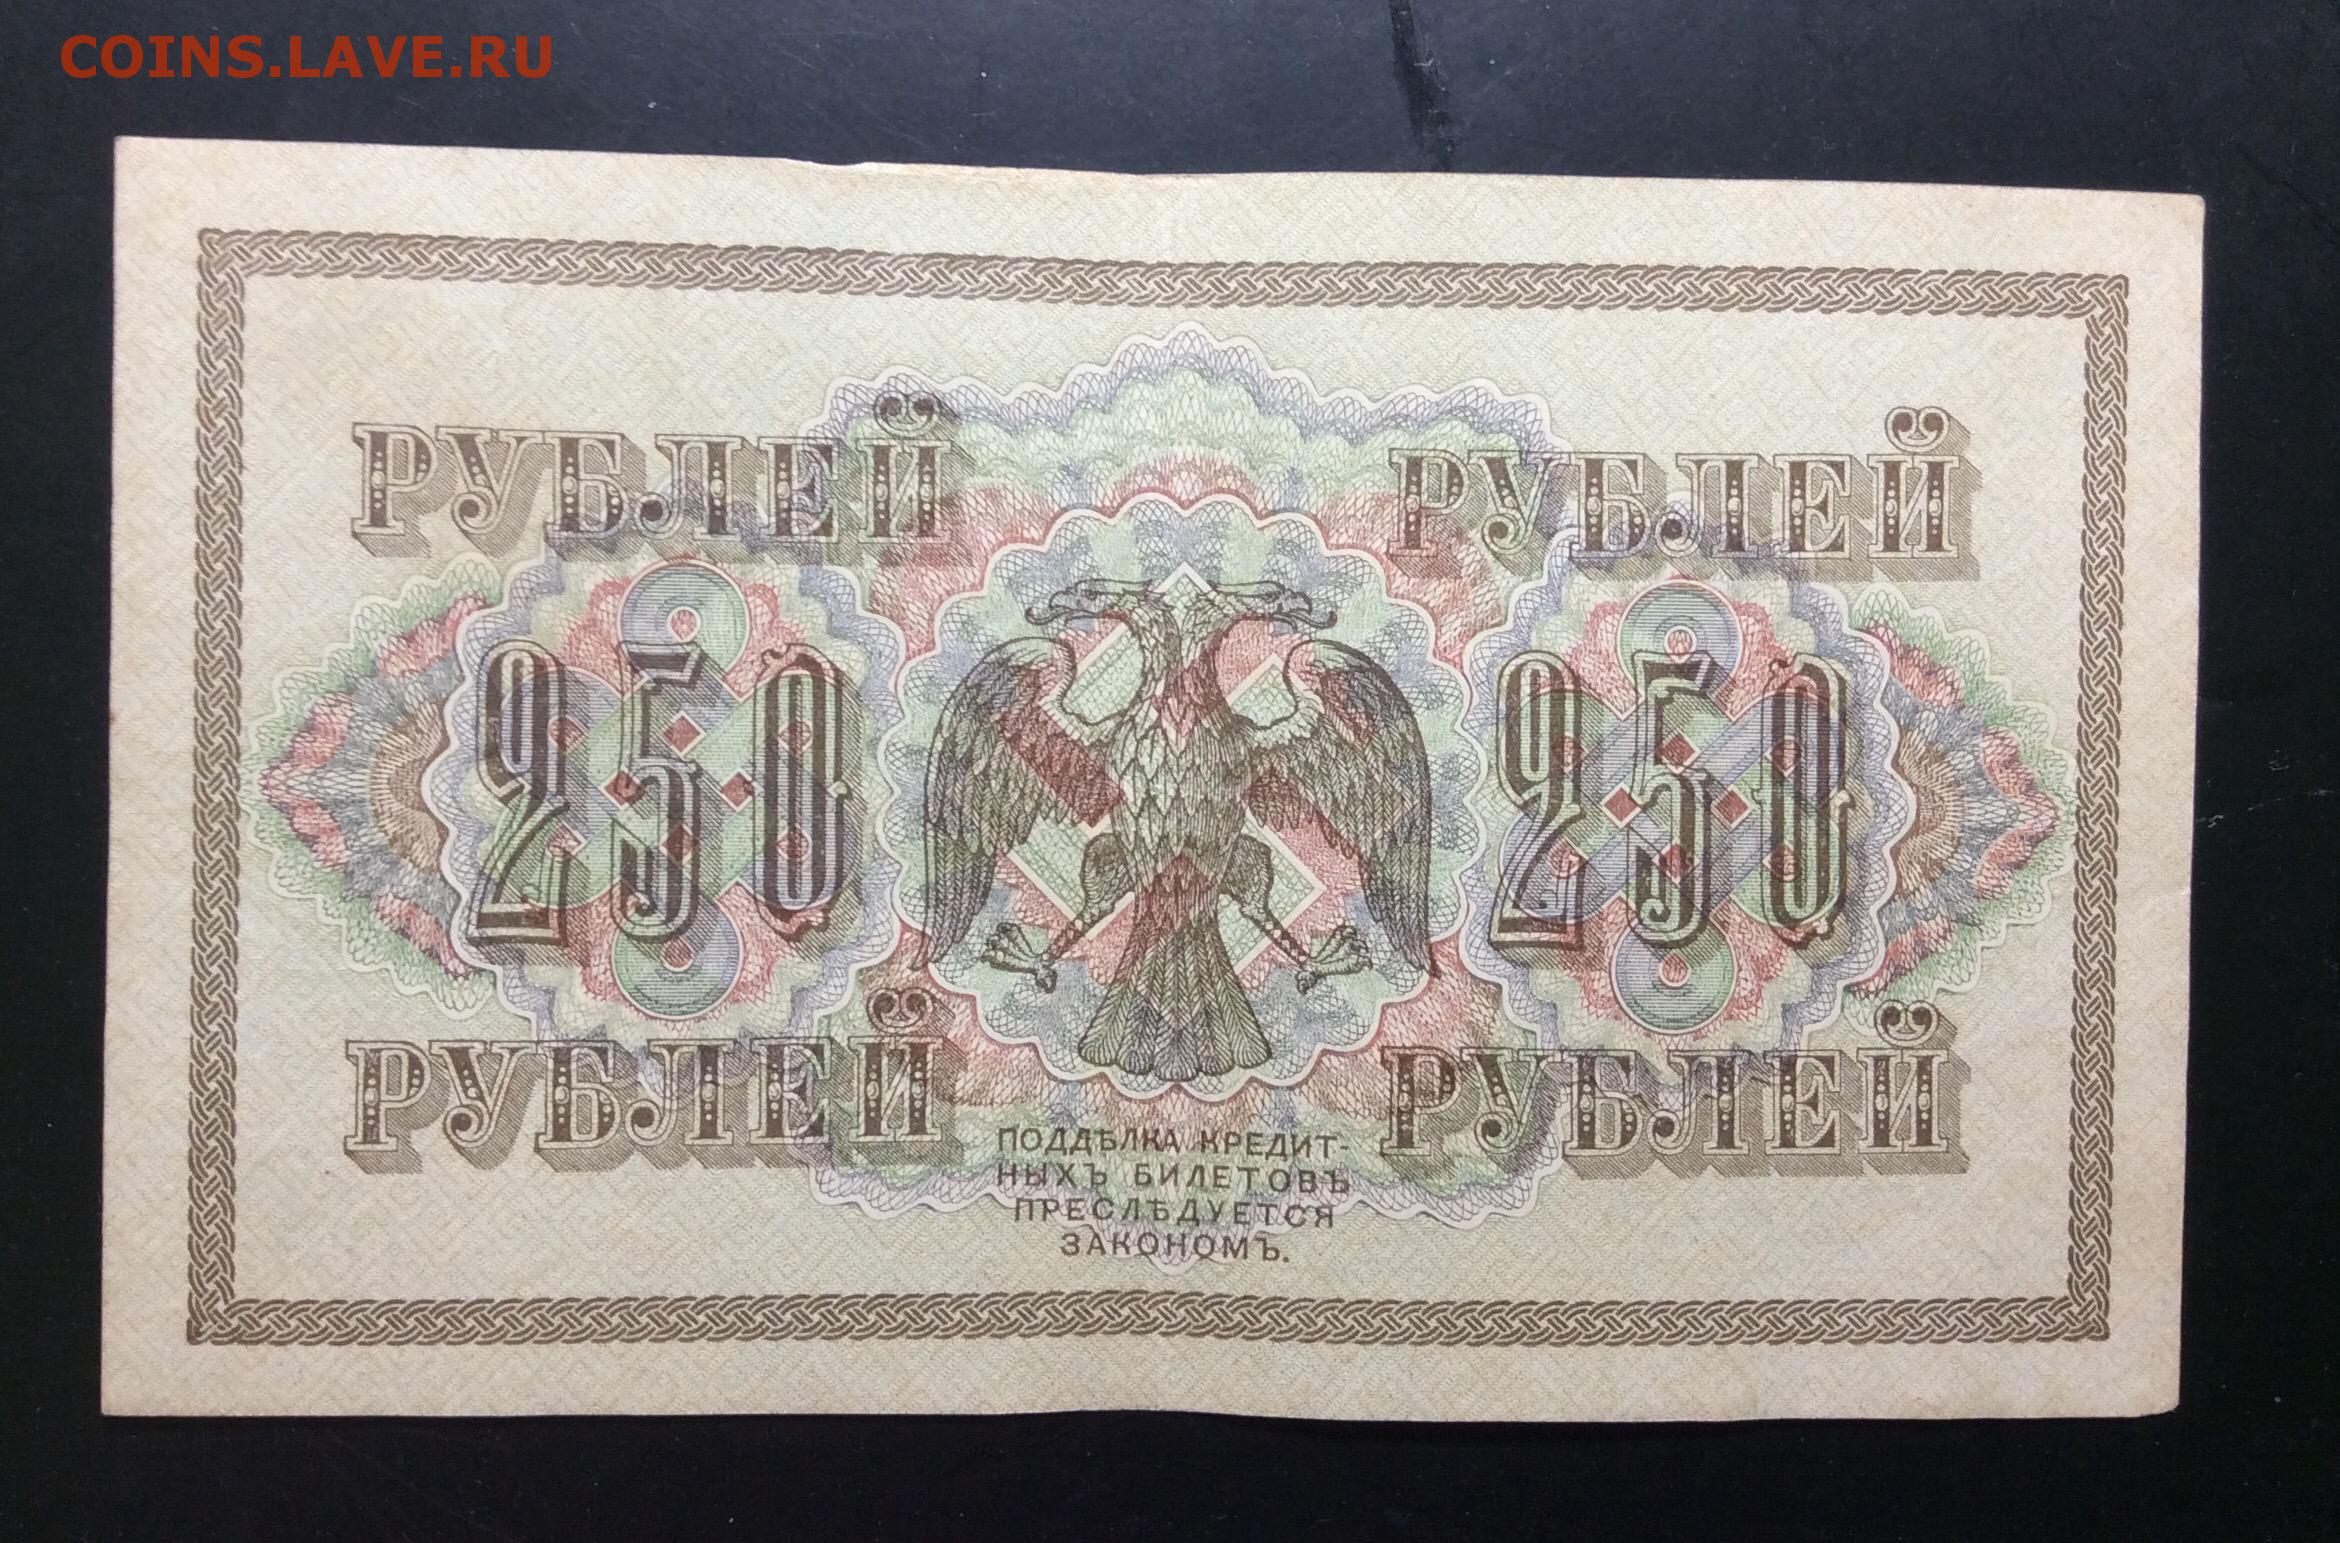 COINS.LAVE.RU
РУБЛЕЙ РУБЛЕЙ
250 250
РУБЛЕЙ РУБЛЕЙ
ПОДДѢЛКА КРЕДИТ-
НЫХЪ БИЛЕТОВЪ
ПРЕСЛѢДУЕТСЯ
ЗАКОНОМЪ.